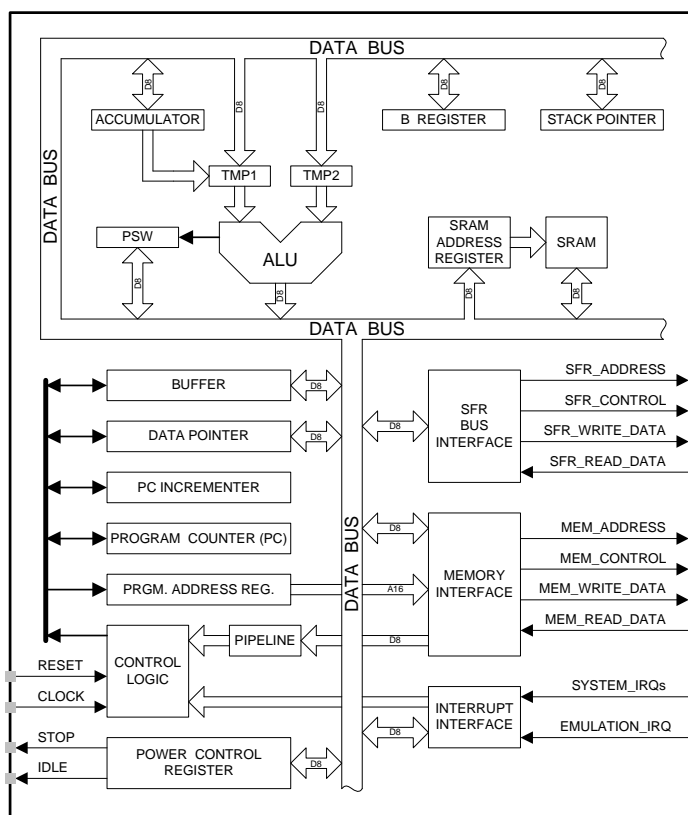 DATA BUS
D8
D8
D8
D8
D8
ACCUMULATOR
B REGISTER
STACK POINTER
DATA BUS
TMP1
TMP2
PSW
ALU
SRAM
ADDRESS
REGISTER
SRAM
D8
D8
D8
D8
DATA BUS
BUFFER
D8
DATA POINTER
D8
PC INCREMENTER
PROGRAM COUNTER (PC)
PRGM. ADDRESS REG.
A16
DATA BUS
D8
SFR
BUS
INTERFACE
SFR_ADDRESS
SFR_CONTROL
SFR_WRITE_DATA
SFR_READ_DATA
D8
MEMORY
INTERFACE
MEM_ADDRESS
MEM_CONTROL
MEM_WRITE_DATA
MEM_READ_DATA
CONTROL
LOGIC
PIPELINE
D8
RESET
CLOCK
INTERRUPT
INTERFACE
SYSTEM_IRQs
EMULATION_IRQ
D8
STOP
IDLE
POWER CONTROL
REGISTER
D8